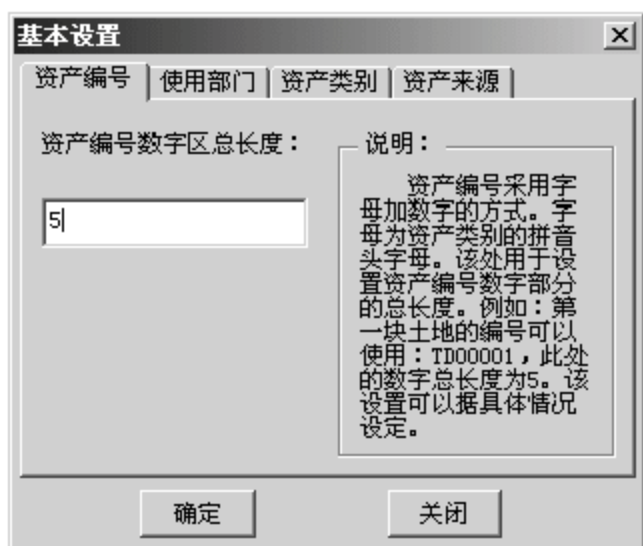 基本设置
资产编号 使用部门 资产类别 资产来源
资产编号数字区总长度：
5
说明：
资产编号采用字
母加数字的方式。字
母为资产类别的拼音
头字母。该处用于设
置资产编号数字部分
的总长度。例如：第
一块土地的编号可以
使用：TD00001，此处
的数字总长度为5。该
设置可以据具体情况
设定。
确定 关闭